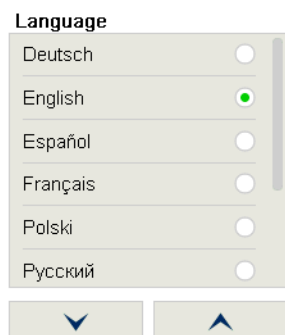 Language
Deutsch
English
Español
Français
Polski
Русский